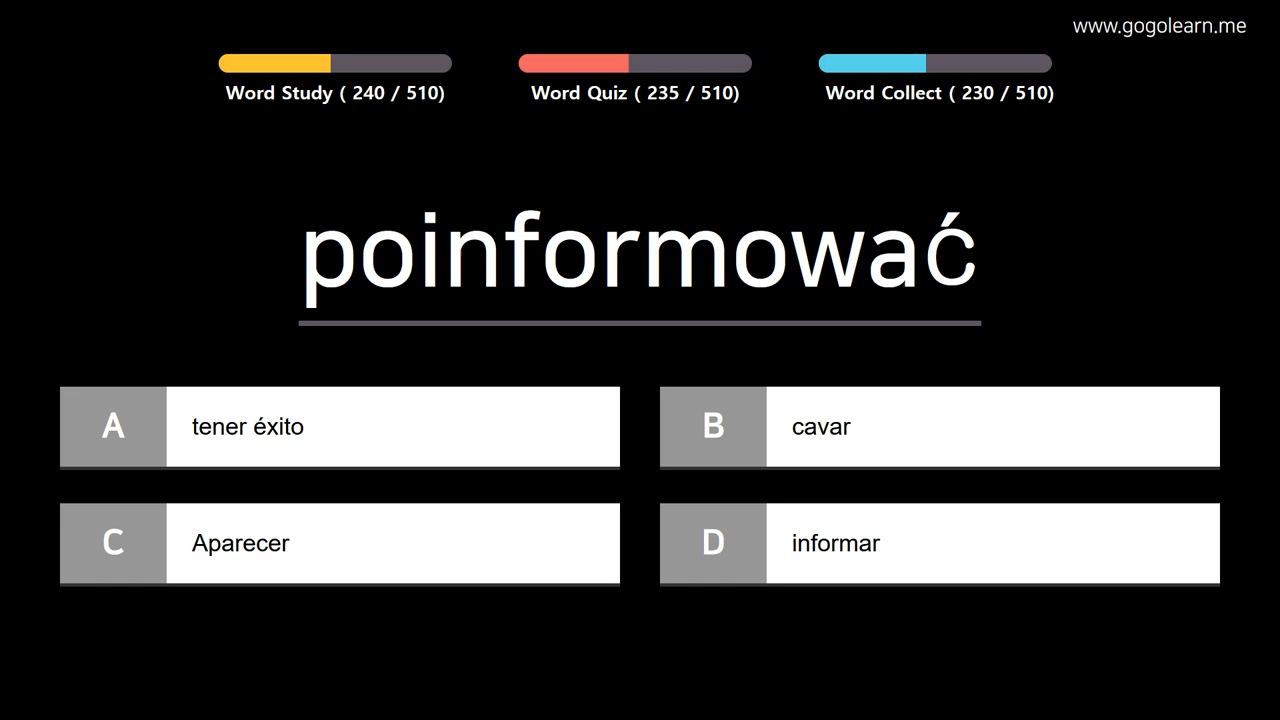 www.gogolearn.me
Word Study ( 240 / 510)
Word Quiz ( 235 / 510)
Word Collect ( 230 / 510)
poinformować
A tener éxito
B cavar
C Aparecer
D informar